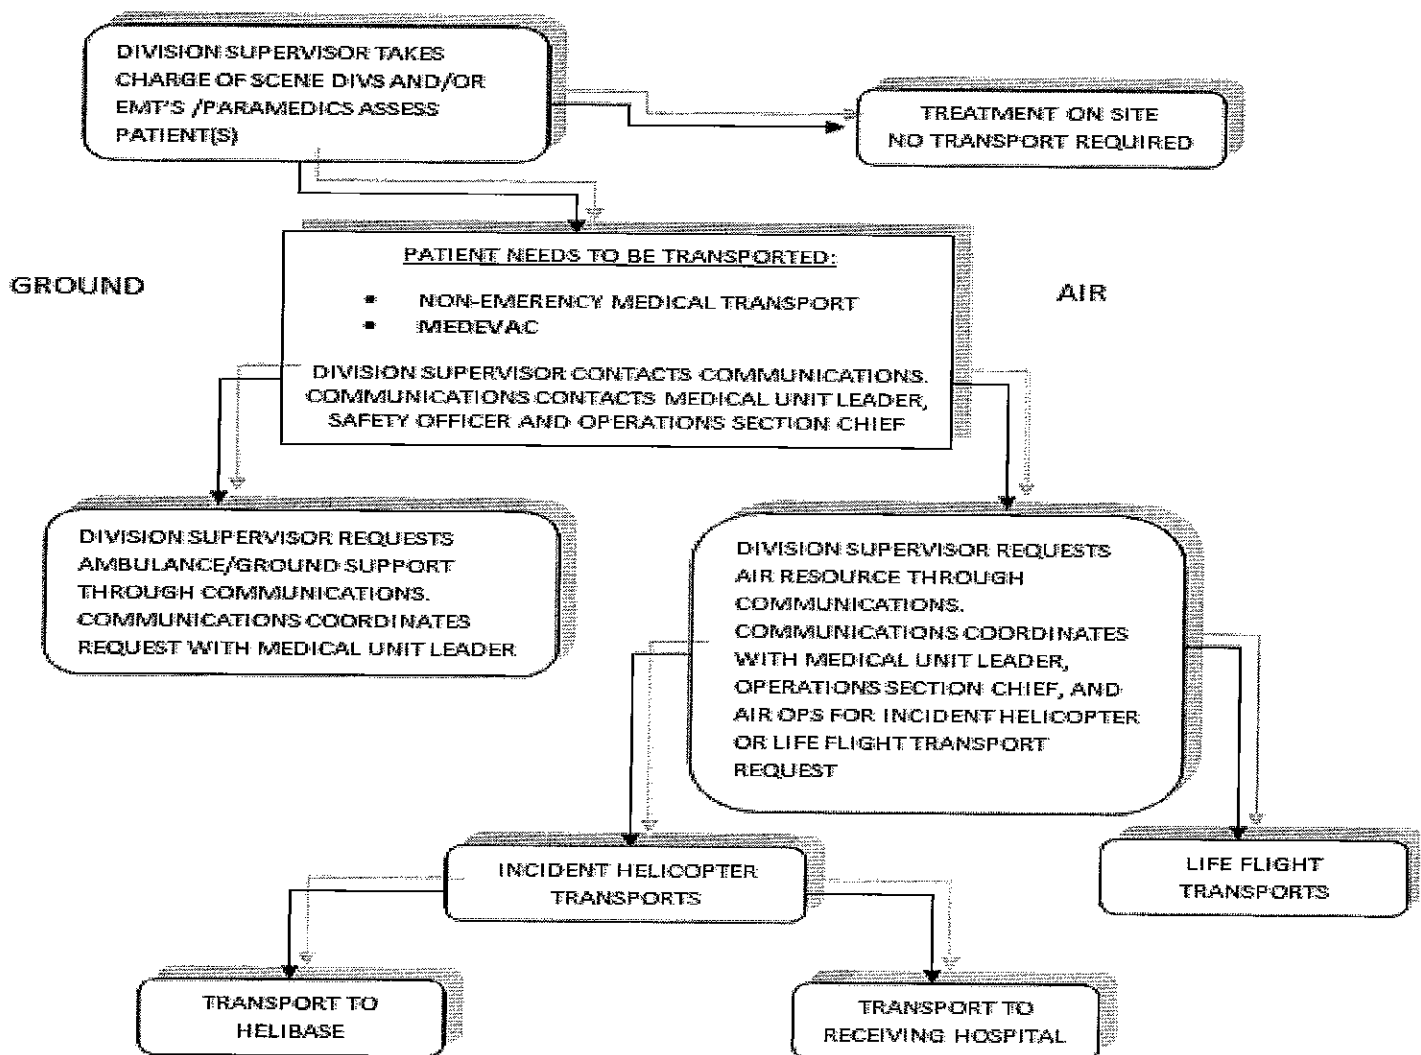 DIVISION SUPERVISOR TAKES
CHARGE OF SCENE DIVS AND/OR
EMT'S /PARAMEDICS ASSESS
PATIENT(S)
TREATMENT ON SITE
NO TRANSPORT REQUIRED
GROUND
PATIENT NEEDS TO BE TRANSPORTED:
• NON-EMERENCY MEDICAL TRANSPORT
• MEDEVAC
DIVISION SUPERVISOR CONTACTS COMMUNICATIONS.
COMMUNICATIONS CONTACTS MEDICAL UNIT LEADER,
SAFETY OFFICER AND OPERATIONS SECTION CHIEF
AIR
DIVISION SUPERVISOR REQUESTS
AMBULANCE/GROUND SUPPORT
THROUGH COMMUNICATIONS.
COMMUNICATIONS COORDINATES
REQUEST WITH MEDICAL UNIT LEADER
DIVISION SUPERVISOR REQUESTS
AIR RESOURCE THROUGH
COMMUNICATIONS.
COMMUNICATIONS COORDINATES
WITH MEDICAL UNIT LEADER,
OPERATIONS SECTION CHIEF, AND
AIR OPS FOR INCIDENT HELICOPTER
OR LIFE FLIGHT TRANSPORT
REQUEST
INCIDENT HELICOPTER
TRANSPORTS
LIFE FLIGHT
TRANSPORTS
TRANSPORT TO
HELIBASE
TRANSPORT TO
RECEIVING HOSPITAL